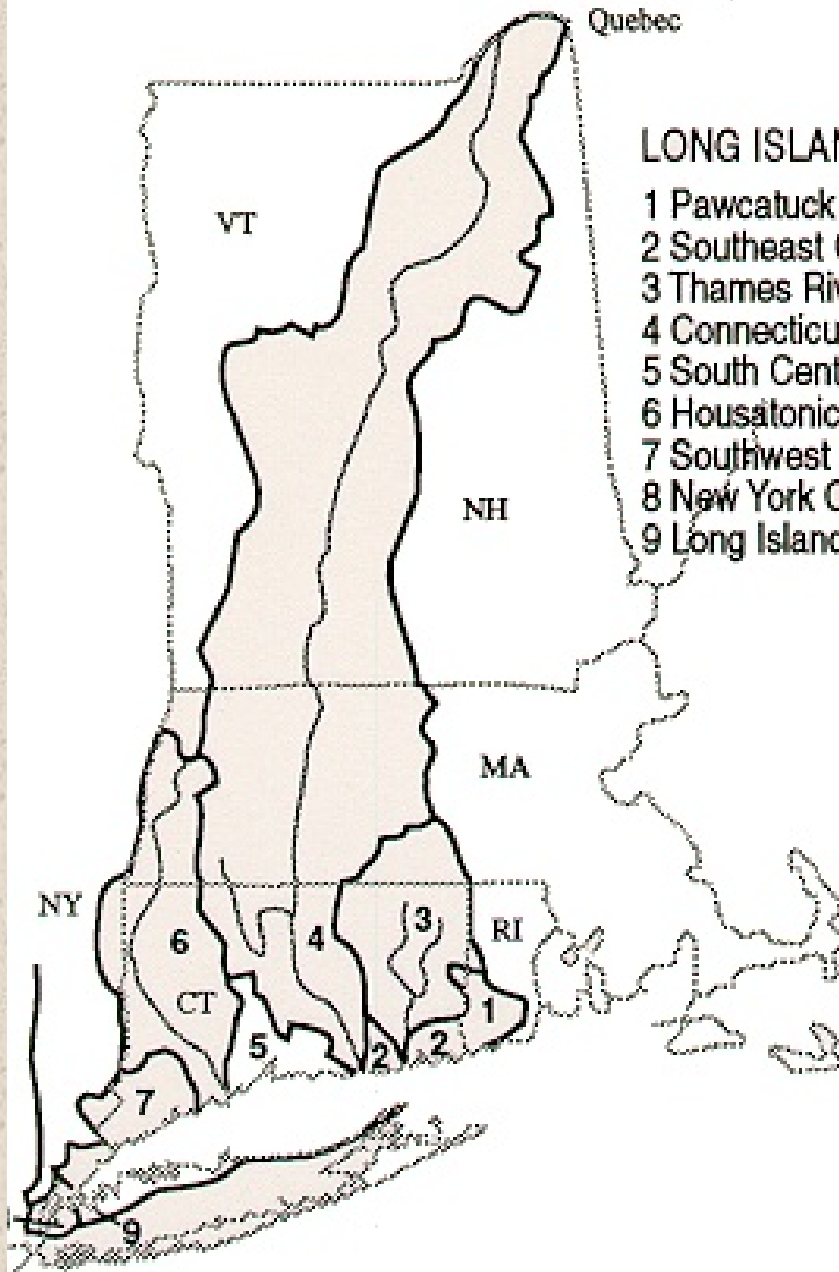 Quebec
LONG ISLAN
1 Pawcatuck
2 Southeast
3 Thames Riv
4 Connecticu
5 South Cent
6 Housatonic
7 Southwest
8 New York
9 Long Island
VT
NH
MA
NY
3
RI
4
6
CT
1
5
2
2
7
9